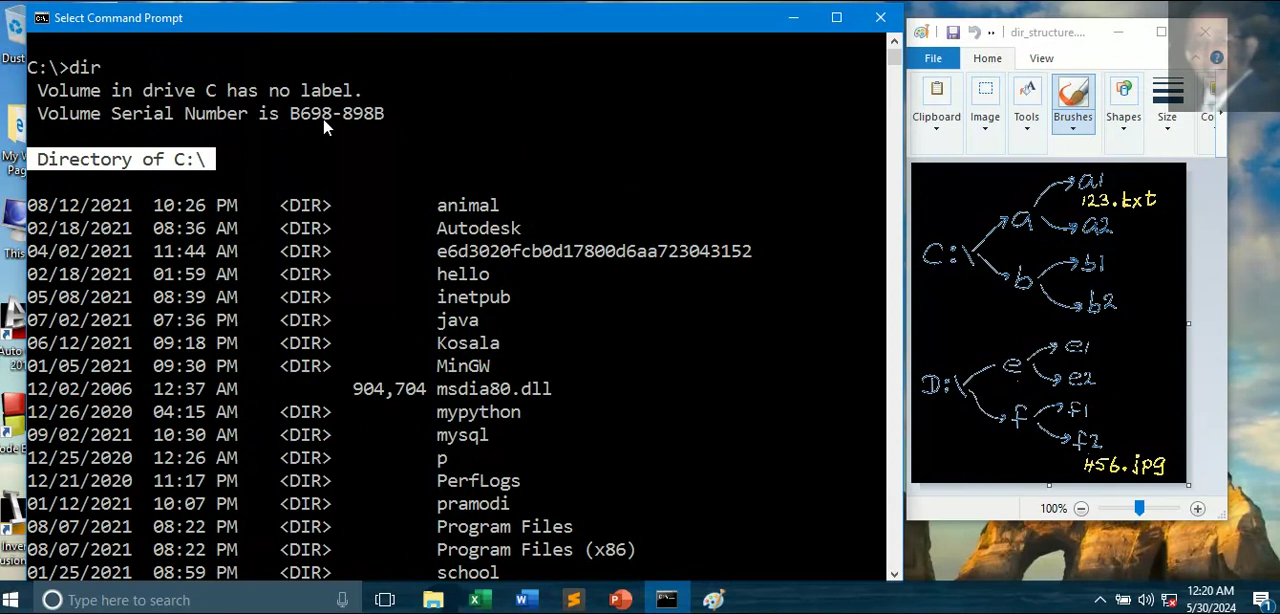 Select Command Prompt
C:\>dir
Volume in drive C has no label.
Volume Serial Number is B698-898B
Directory of C:\
08/12/2021 10:26 PM <DIR> animal
02/18/2021 08:36 AM <DIR> Autodesk
04/02/2021 11:44 AM <DIR> e6d3020fcb0d17800d6aa723043152
02/18/2021 01:59 AM <DIR> hello
05/08/2021 08:39 AM <DIR> inetpub
07/02/2021 07:36 PM <DIR> java
06/12/2021 09:18 PM <DIR> Kosala
01/05/2021 09:30 PM <DIR> MinGW
12/02/2006 12:37 AM 904,704 msdia80.dll
12/26/2020 04:15 AM <DIR> mypython
09/02/2021 10:30 AM <DIR> mysql
12/25/2020 12:26 AM <DIR> p
12/21/2020 11:17 PM <DIR> PerfLogs
01/12/2021 10:07 PM <DIR> pramodi
08/07/2021 08:22 PM <DIR> Program Files
08/07/2021 08:22 PM <DIR> Program Files (x86)
01/25/2021 08:59 PM <DIR> school
dir_structure....
File Home View
Clipboard Image Tools Brushes Shapes Size
a1
123.txt
a
a2
C:\
b1
b
b2
e1
e
e2
D:\
f1
f
f2
456.jpg
100%
Dust
My W
Pag
This
Auto
Type here to search
12:20 AM
5/30/2024